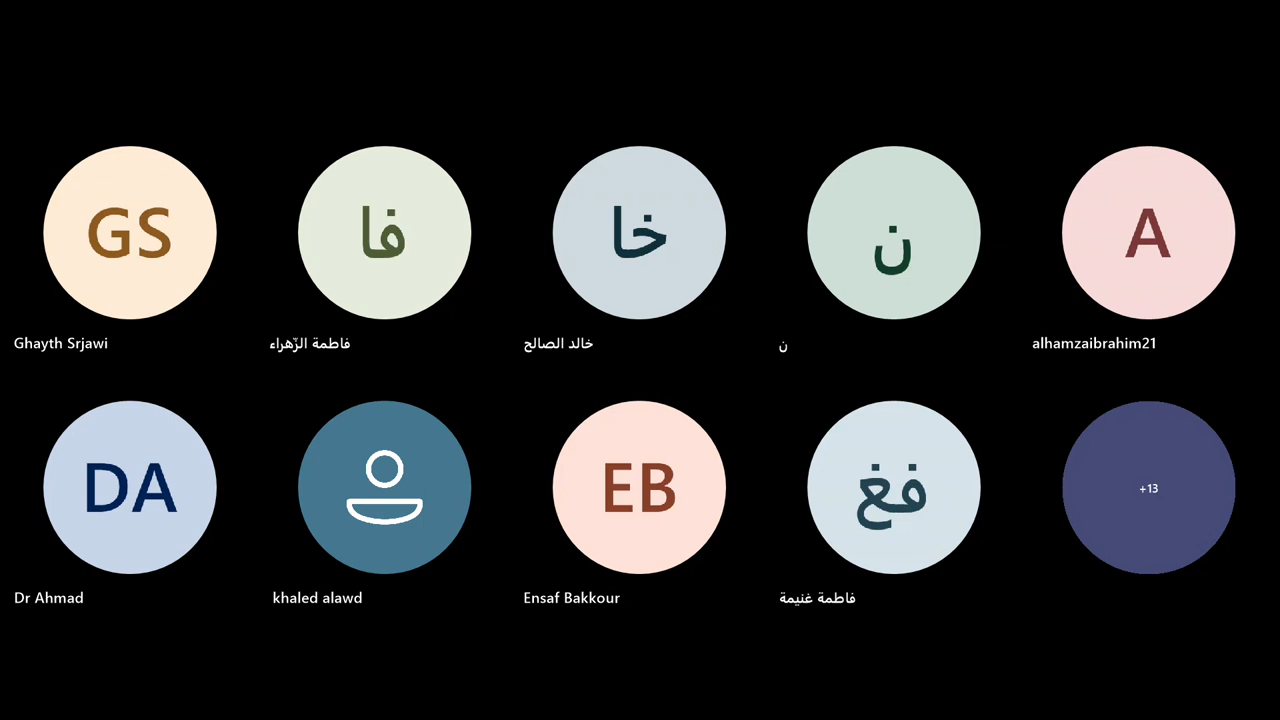 GS
فا
خا
ن
A
Ghayth Srjawi
فاطمة الزّهراء
خالد الصالح
ن
alhamzaibrahim21
DA
EB
فغ
+13
Dr Ahmad
khaled alawd
Ensaf Bakkour
فاطمة غنيمة